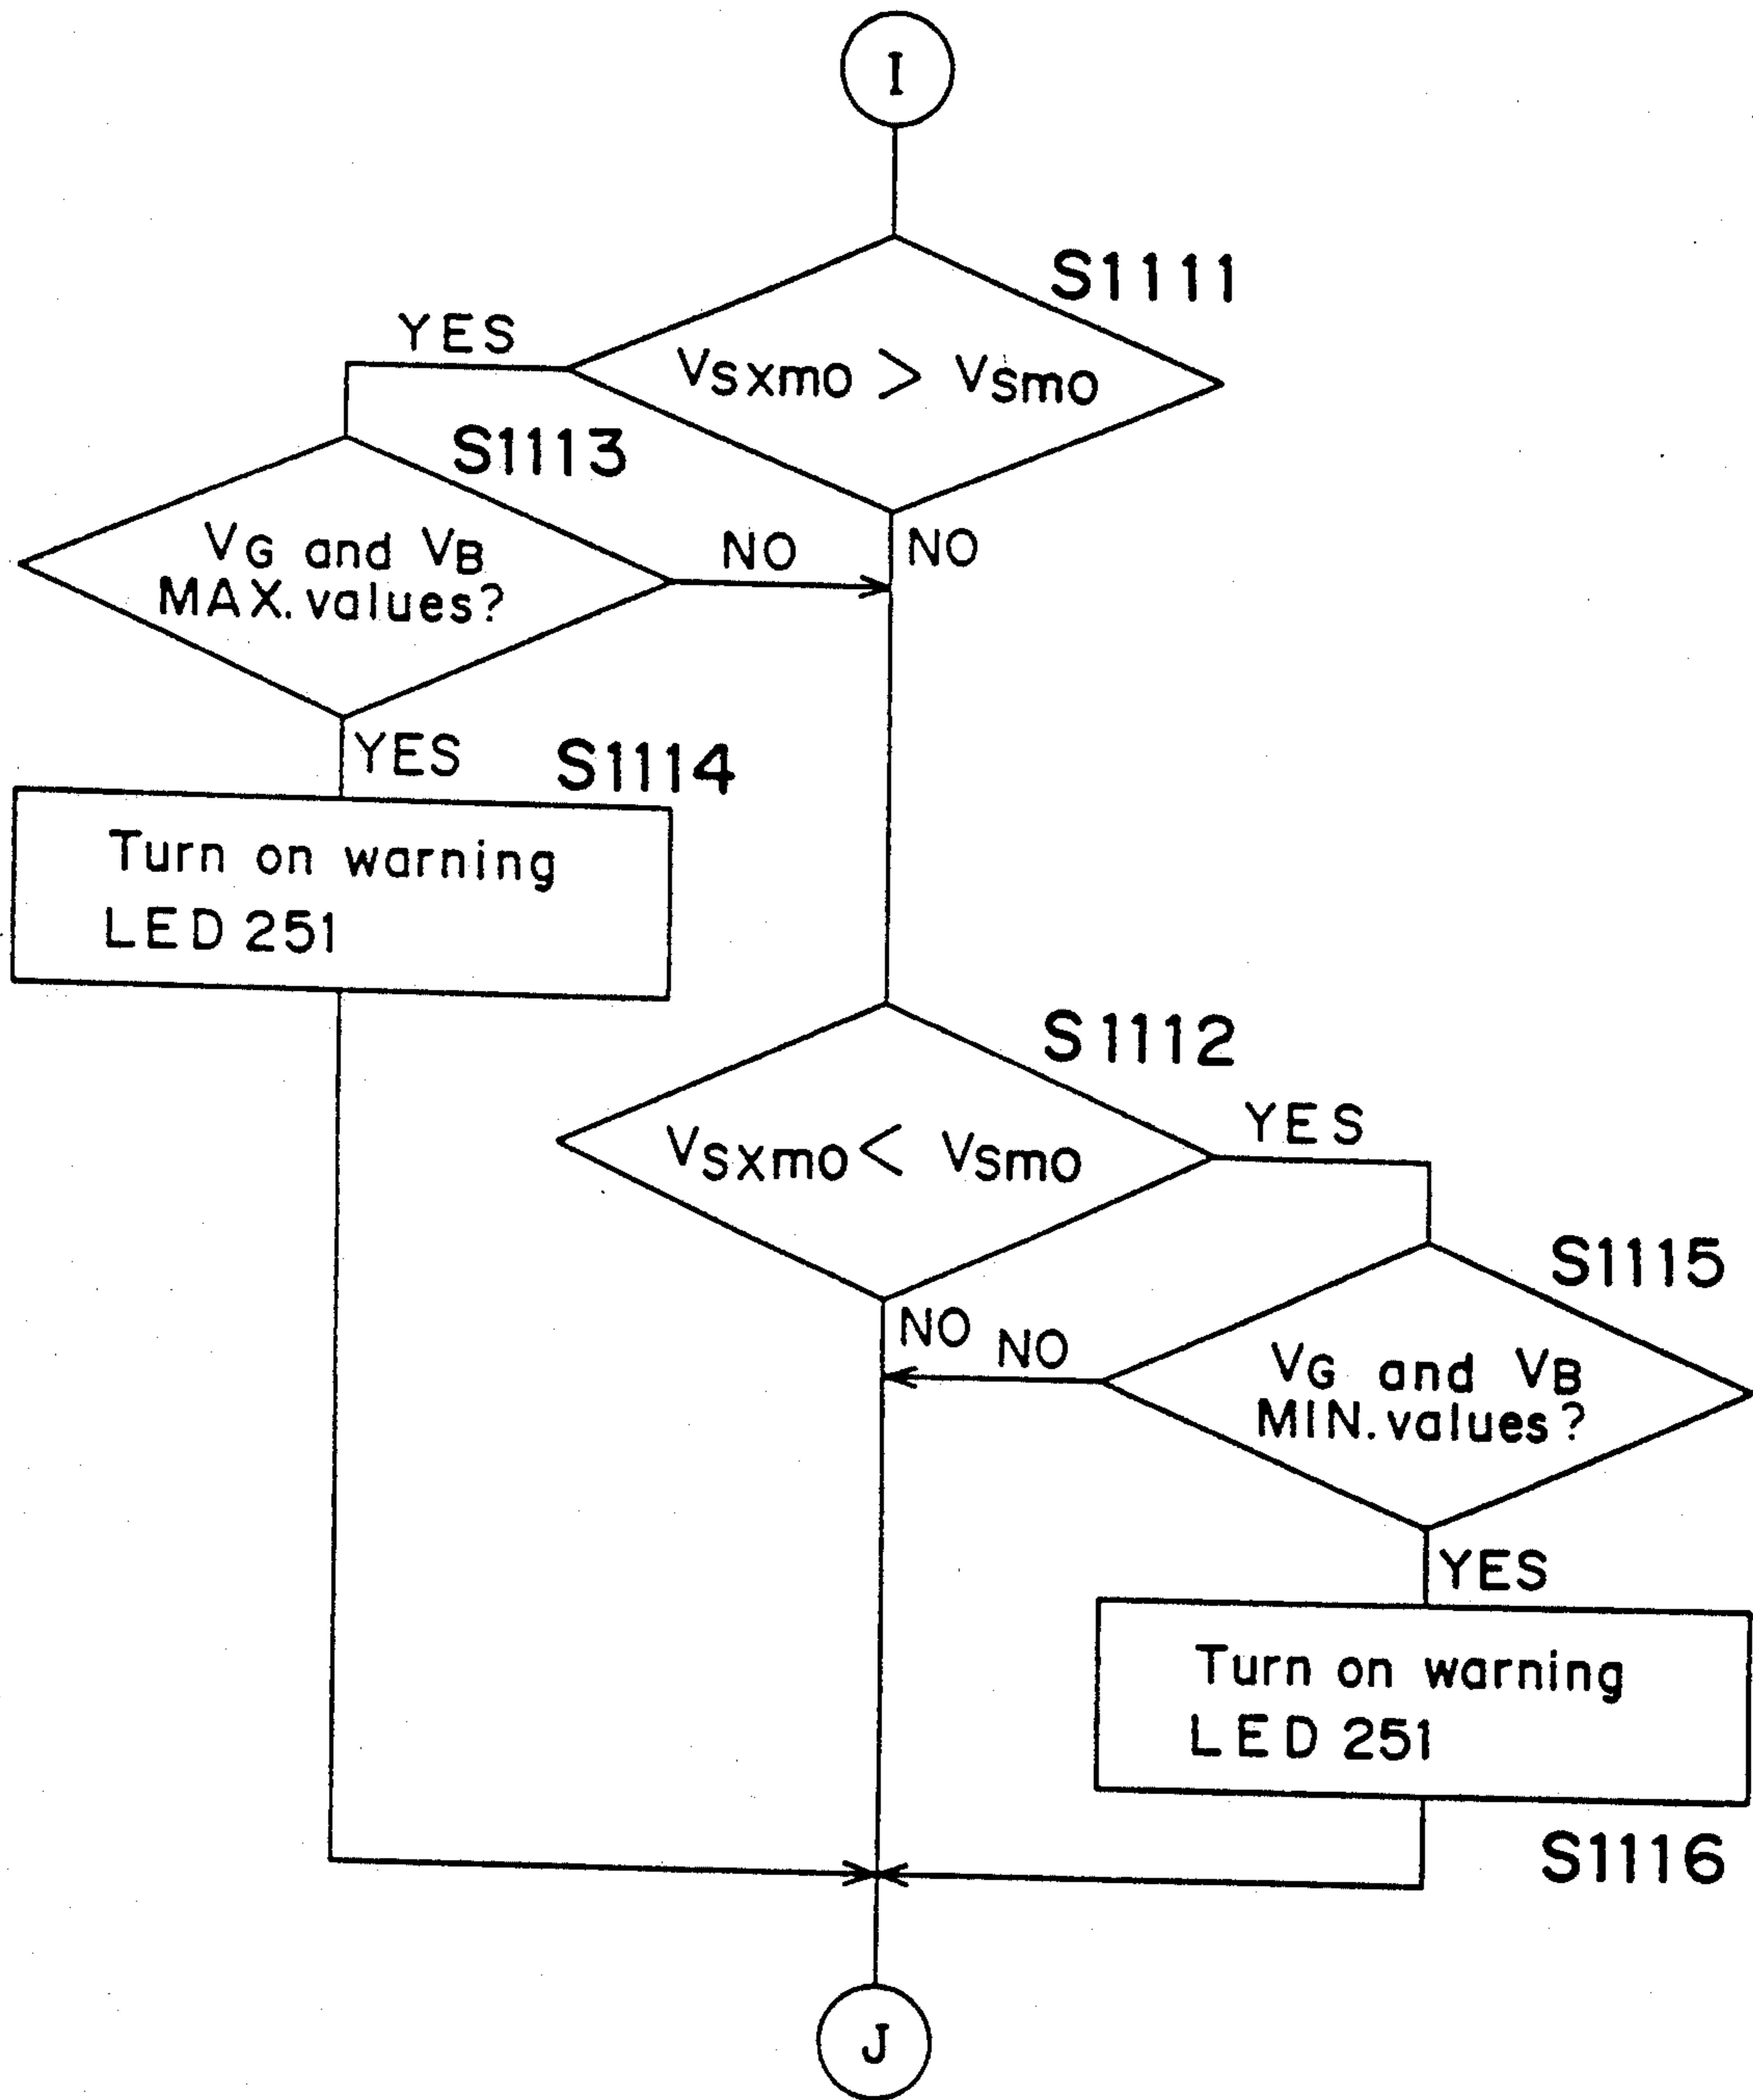 I
S1111
YES
Vsxmo > Vsmo
S1113
NO
NO
VG and VB
MAX. values?
YES
S1114
Turn on warning
LED 251
S1112
YES
Vsxmo < Vsmo
S1115
NO
NO
VG and VB
MIN. values?
YES
Turn on warning
LED 251
S1116
J